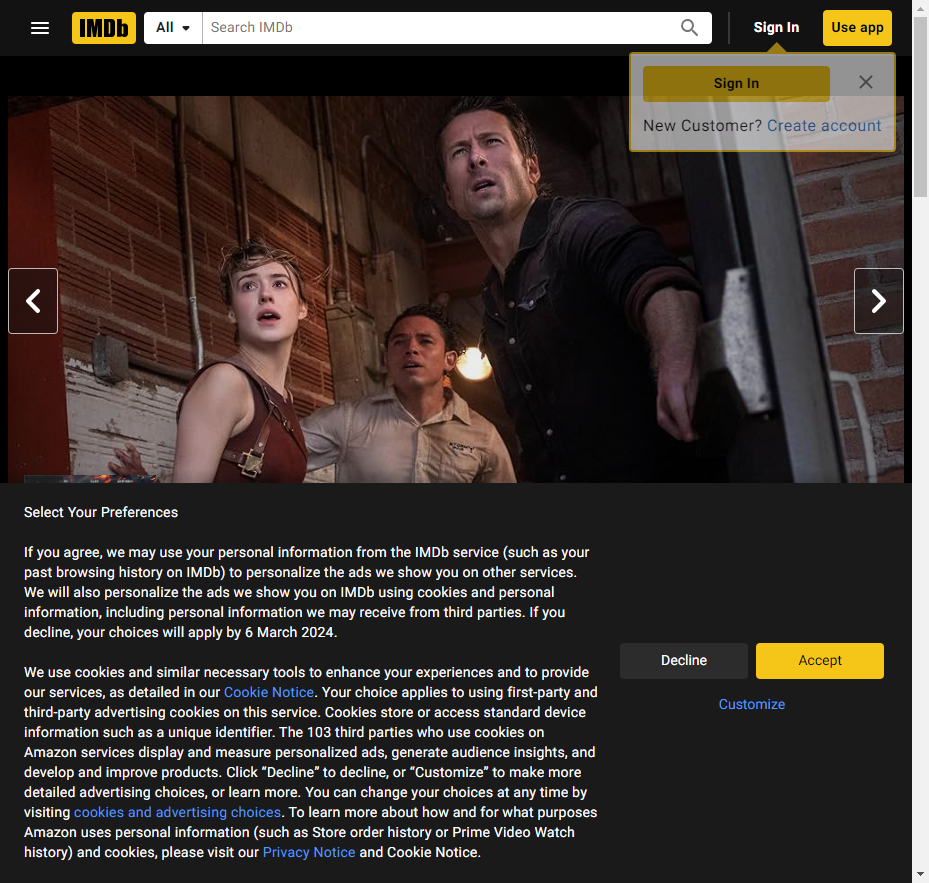 IMDb
All
Search IMDb
Sign In
Use app
Sign In
New Customer? Create account
Select Your Preferences
If you agree, we may use your personal information from the IMDb service (such as your
past browsing history on IMDb) to personalize the ads we show you on other services.
We will also personalize the ads we show you on IMDb using cookies and personal
information, including personal information we may receive from third parties. If you
decline, your choices will apply by 6 March 2024.
We use cookies and similar necessary tools to enhance your experiences and to provide
our services, as detailed in our Cookie Notice. Your choice applies to using first-party and
third-party advertising cookies on this service. Cookies store or access standard device
information such as a unique identifier. The 103 third parties who use cookies on
Amazon services display and measure personalized ads, generate audience insights, and
develop and improve products. Click “Decline” to decline, or “Customize” to make more
detailed advertising choices, or learn more. You can change your choices at any time by
visiting cookies and advertising choices. To learn more about how and for what purposes
Amazon uses personal information (such as Store order history or Prime Video Watch
history) and cookies, please visit our Privacy Notice and Cookie Notice.
Decline
Accept
Customize